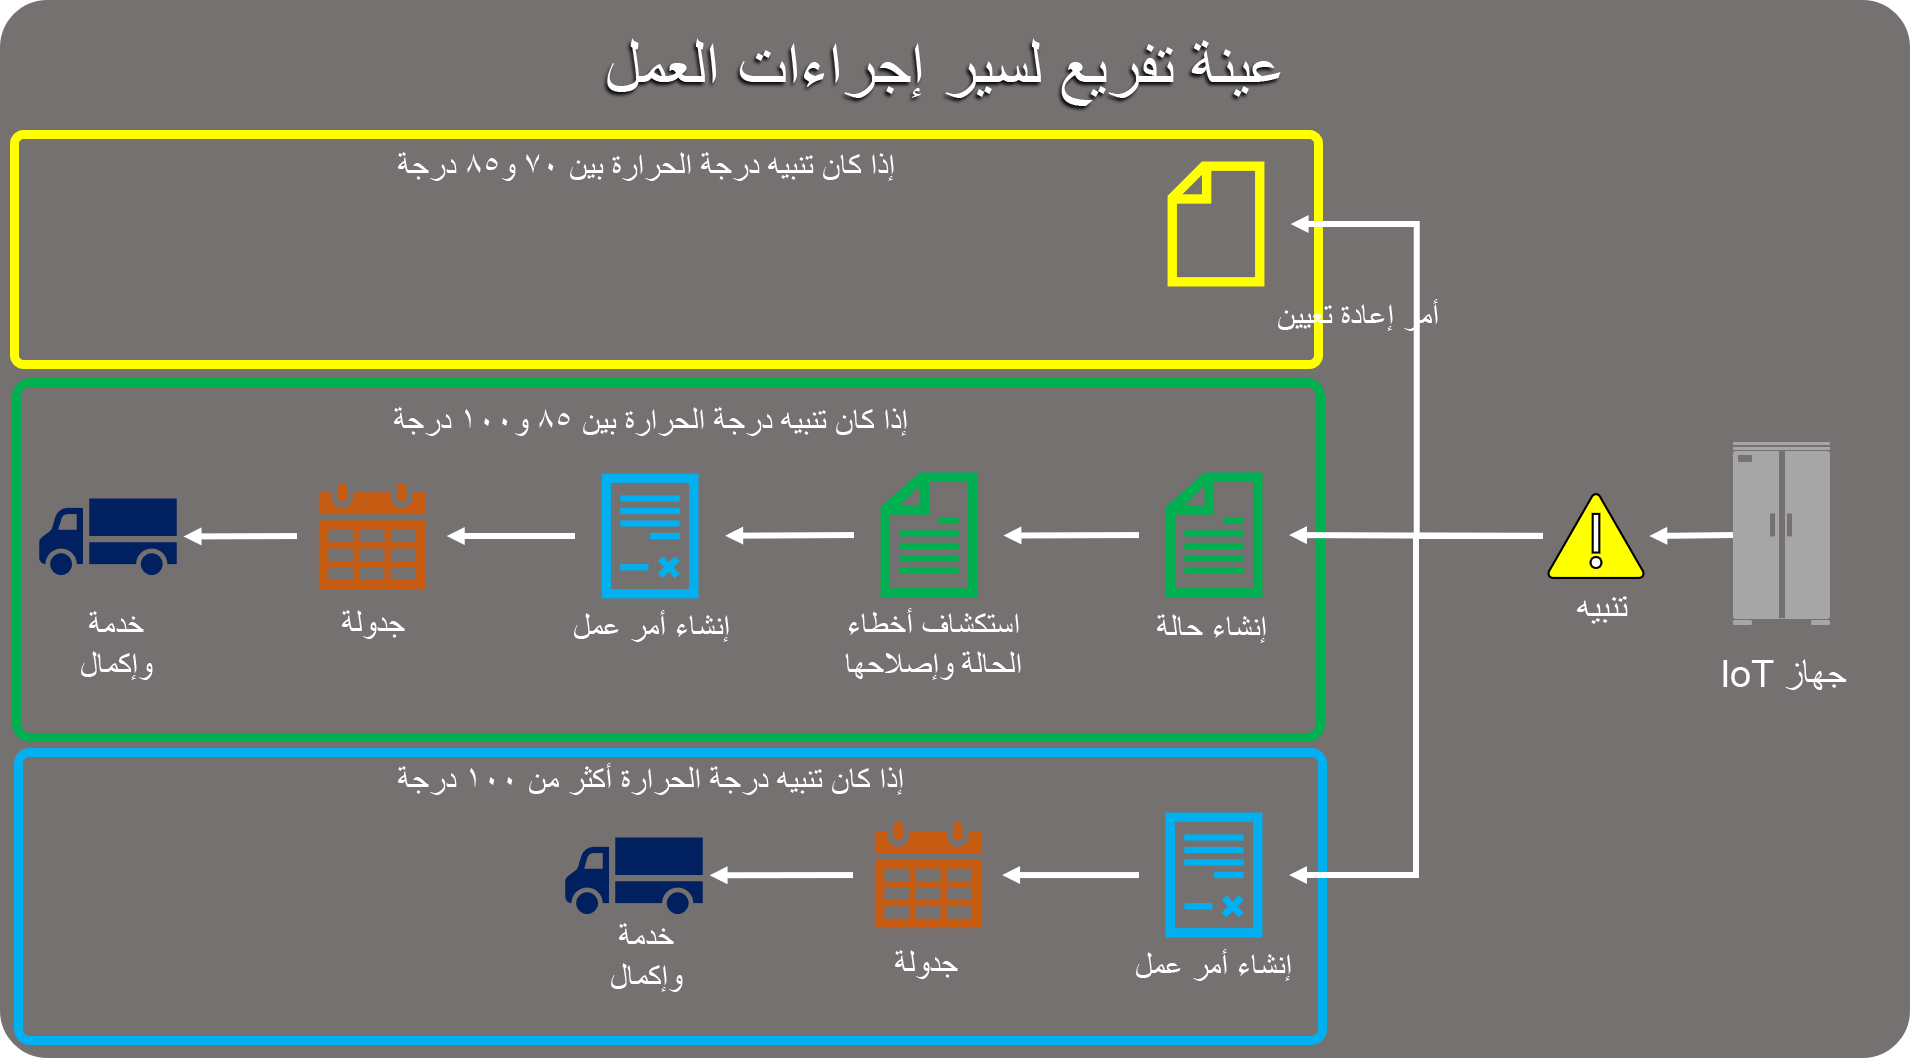 عينة تفريع لسير إجراءات العمل
إذا كان تنبيه درجة الحرارة بين ٧٠ و٨٥ درجة
أمر إعادة تعيين
إذا كان تنبيه درجة الحرارة بين ٨٥ و١٠٠ درجة
جهاز IoT
تنبيه
إنشاء حالة
استكشاف أخطاء
الحالة وإصلاحها
إنشاء أمر عمل
جدولة
خدمة
وإكمال
إذا كان تنبيه درجة الحرارة أكثر من ١٠٠ درجة
إنشاء أمر عمل
جدولة
خدمة
وإكمال